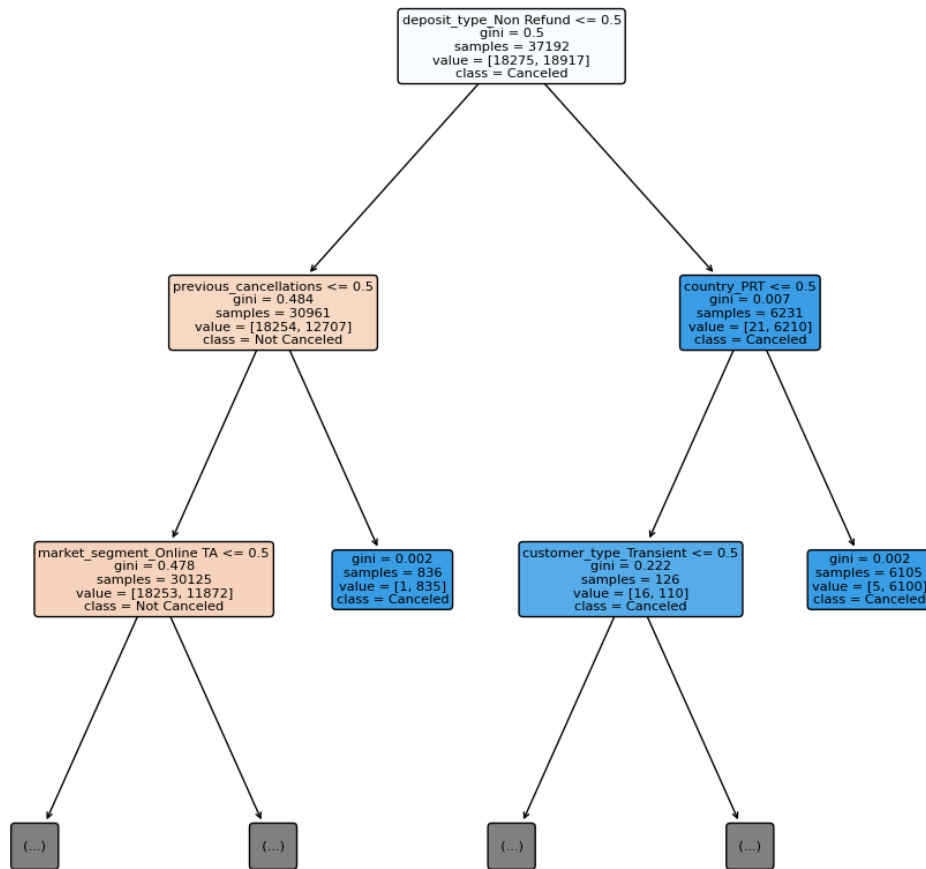 deposit_type_Non Refund <= 0.5
gini = 0.5
samples = 37192
value = [18275, 18917]
class = Canceled
previous_cancellations <= 0.5
gini = 0.484
samples = 30961
value = [18254, 12707]
class = Not Canceled
country_PRT <= 0.5
gini = 0.007
samples = 6231
value = [21, 6210]
class = Canceled
market_segment_Online TA <= 0.5
gini = 0.478
samples = 30125
value = [18253, 11872]
class = Not Canceled
gini = 0.002
samples = 836
value = [1, 835]
class = Canceled
customer_type_Transient <= 0.5
gini = 0.222
samples = 126
value = [16, 110]
class = Canceled
gini = 0.002
samples = 6105
value = [5, 6100]
class = Canceled
(...)
(...)
(...)
(...)